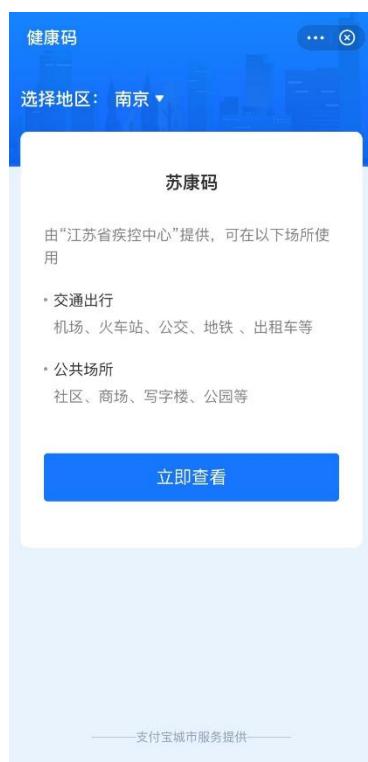 健康码
选择地区： 南京
苏康码
由“江苏省疾控中心”提供，可在以下场所使
用
· 交通出行
机场、火车站、公交、地铁 、出租车等
· 公共场所
社区、商场、写字楼、公园等
立即查看
支付宝城市服务提供